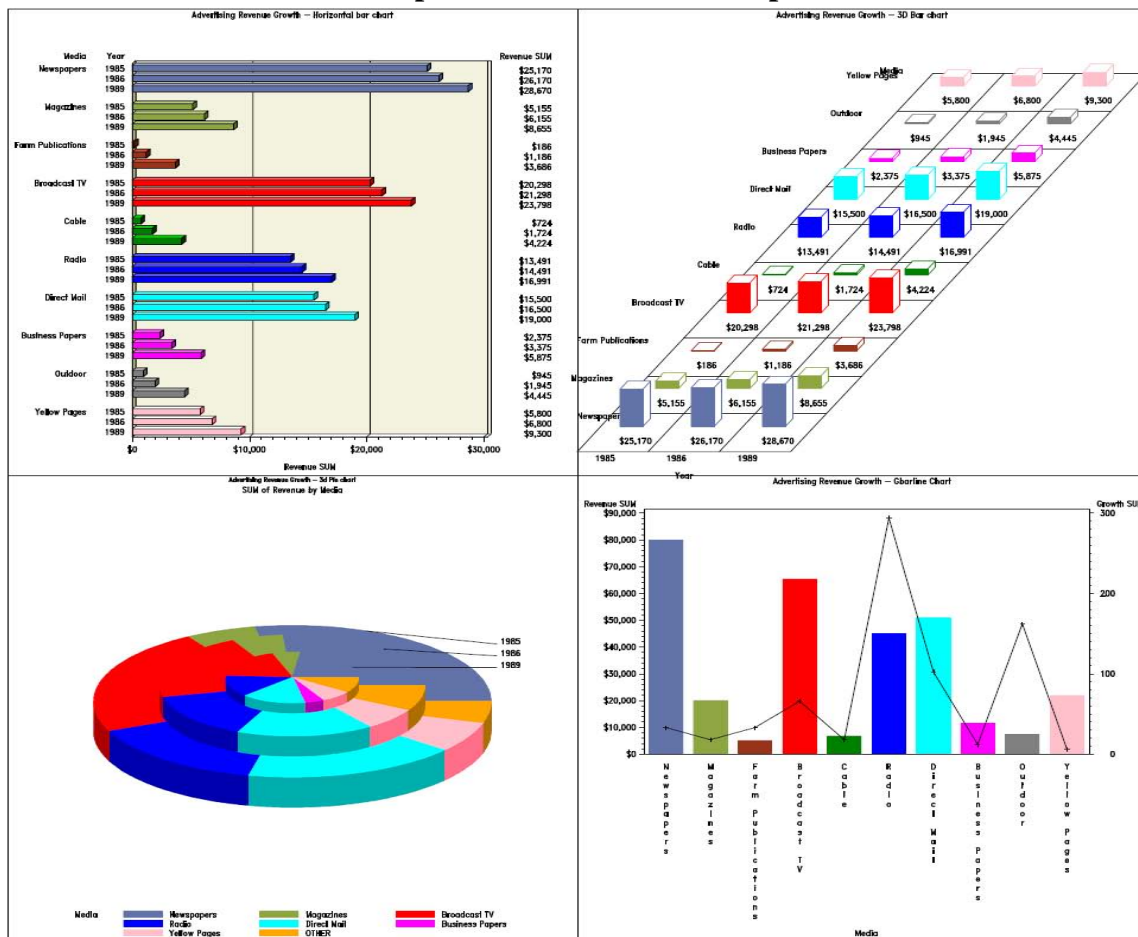 Advertising Revenue Growth – Horizontal bar chart
Media Year Revenue SUM
Newspapers 1985 $25,170
1986 $26,170
1989 $28,670
Magazines 1985 $5,155
1986 $6,155
1989 $8,655
Farm Publications 1985 $186
1986 $1,186
1989 $3,686
Broadcast TV 1985 $20,298
1986 $21,298
1989 $23,798
Cable 1985 $724
1986 $1,724
1989 $4,224
Radio 1985 $13,491
1986 $14,491
1989 $16,991
Direct Mail 1985 $15,500
1986 $16,500
1989 $19,000
Business Papers 1985 $2,375
1986 $3,375
1989 $5,875
Outdoor 1985 $945
1986 $1,945
1989 $4,445
Yellow Pages 1985 $5,800
1986 $6,800
1989 $9,300
$0 $10,000 $20,000 $30,000
Revenue SUM
Advertising Revenue Growth – 3D Bar chart
Media
Yellow Pages
$5,800 $6,800 $9,300
Outdoor
$945 $1,945 $4,445
Business Papers
$2,375 $3,375 $5,875
Direct Mail
$15,500 $16,500 $19,000
Radio
$13,491 $14,491 $16,991
Cable
$724 $1,724 $4,224
Broadcast TV
$20,298 $21,298 $23,798
Farm Publications
$186 $1,186 $3,686
Magazines
$5,155 $6,155 $8,655
Newspaper
$25,170 $26,170 $28,670
1985 1986 1989
Year
Advertising Revenue Growth – 3d Pie chart
SUM of Revenue by Media
1985
1986
1989
Media Newspapers Magazines Broadcast TV
Radio Direct Mail Business Papers
Yellow Pages OTHER
Advertising Revenue Growth – Gbarline Chart
Revenue SUM Growth SUM
$90,000 300
$80,000
$70,000
$60,000 200
$50,000
$40,000
$30,000 100
$20,000
$10,000
$0 0
Newspapers
Magazines
Farm Publications
Broadcast TV
Cable
Radio
Direct Mail
Business Papers
Outdoor
Yellow Pages
Media